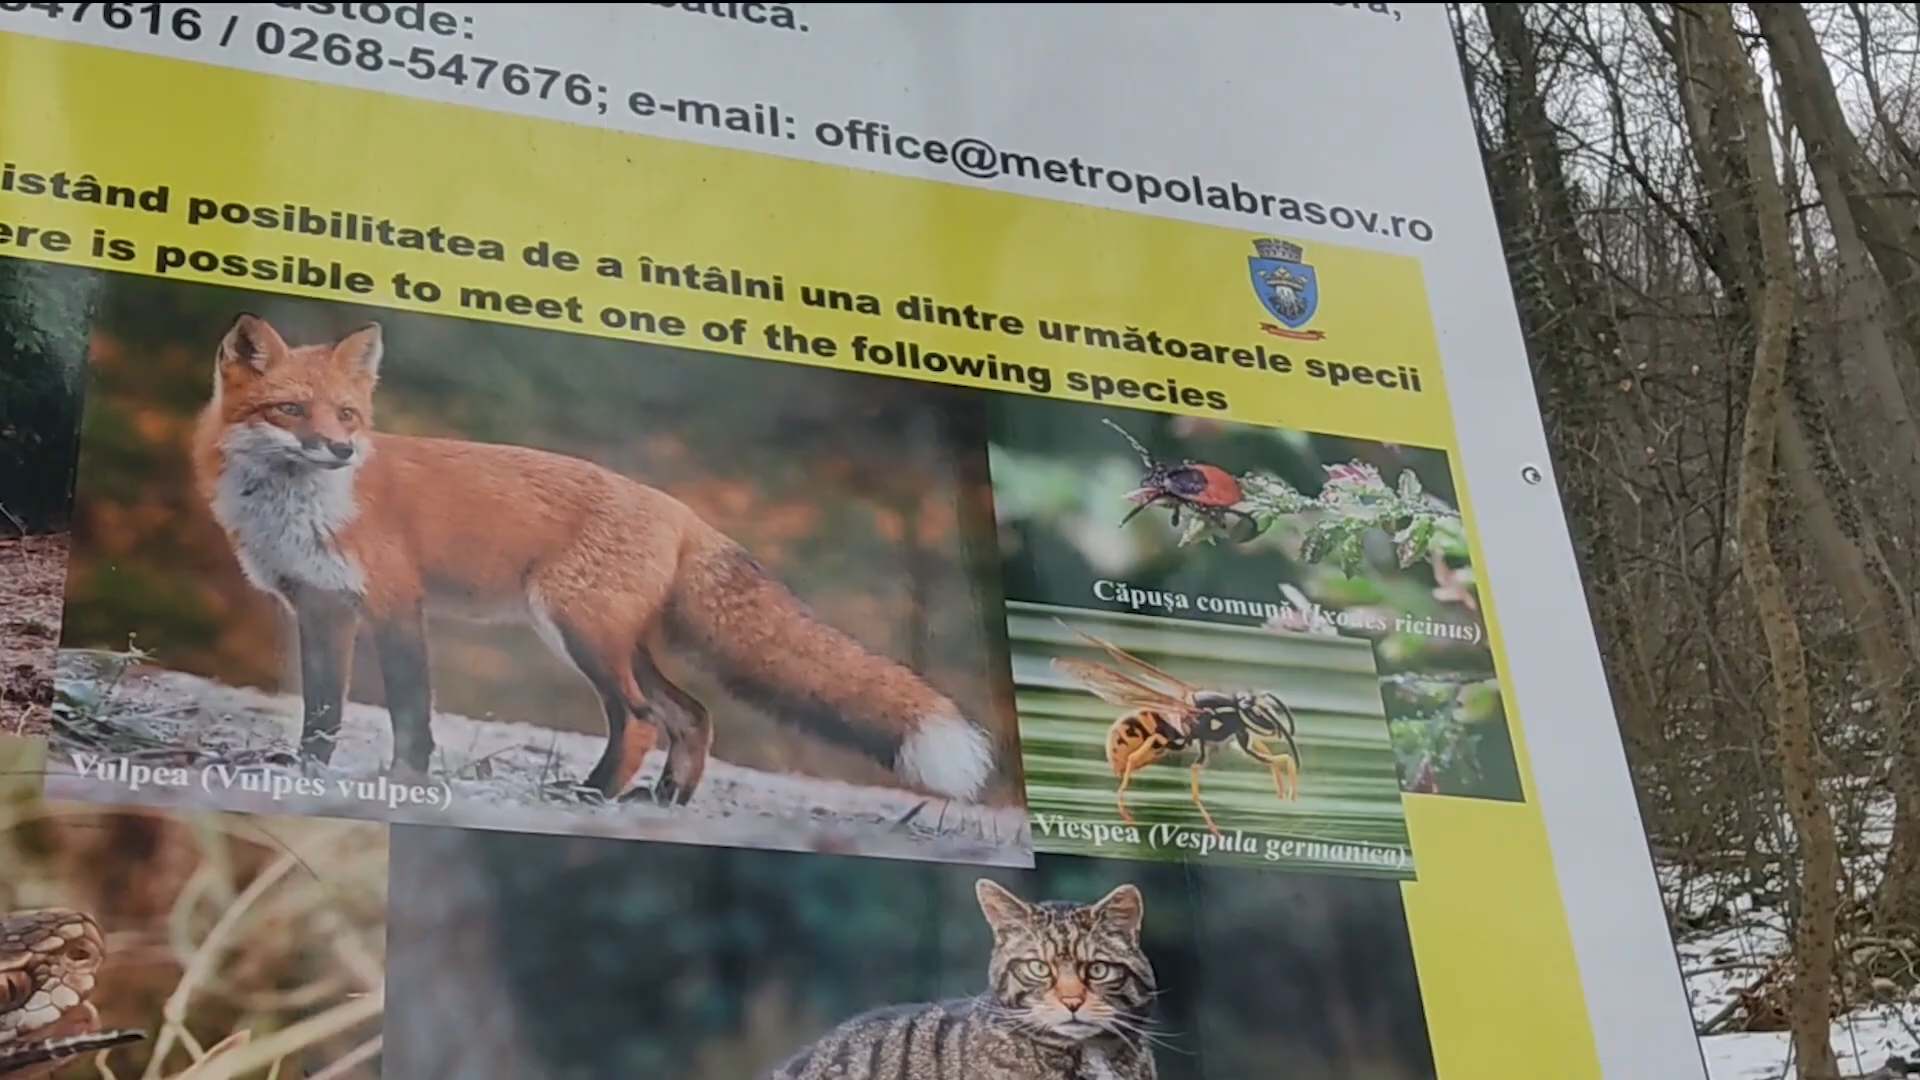 547616 / 0268-547676; e-mail: office@metropolabrasov.ro
istând posibilitatea de a întâlni una dintre următoarele specii
ere is possible to meet one of the following species
Căpușa comună (Ixodes ricinus)
Vulpea (Vulpes vulpes)
Viespea (Vespula germanica)